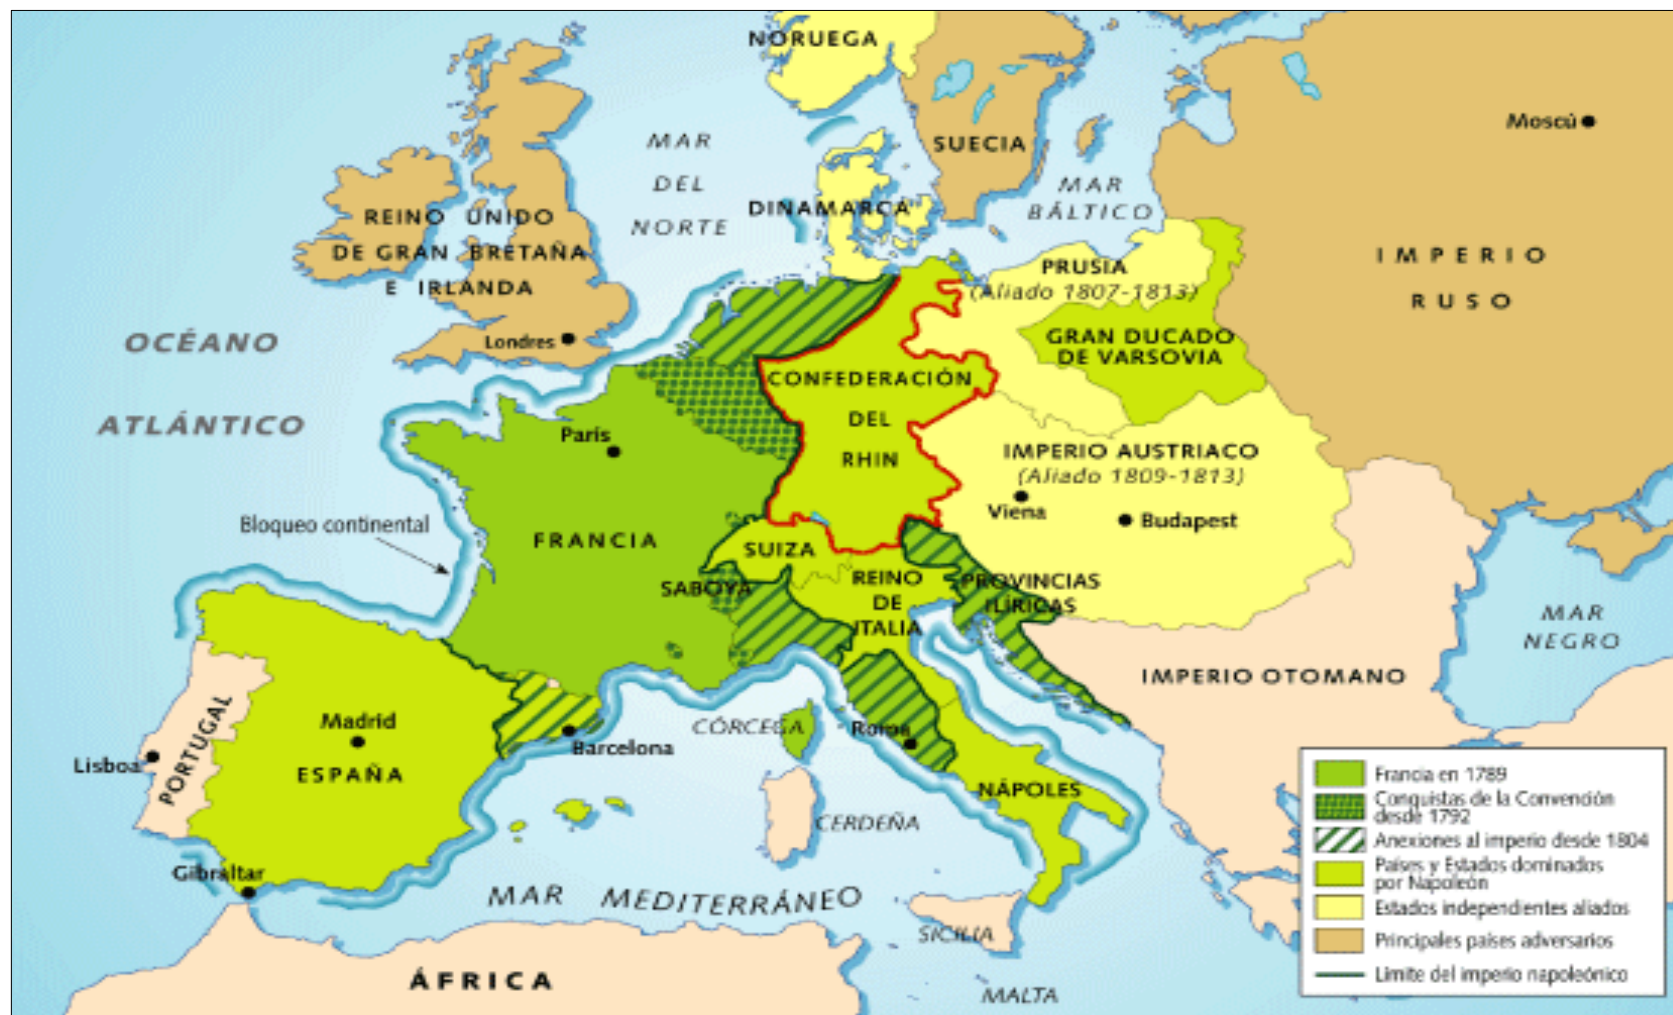 NORUEGA
SUECIA
Moscú
MAR
DEL
NORTE
MAR
BÁLTICO
DINAMARCA
REINO UNIDO
DE GRAN BRETAÑA
E IRLANDA
Londres
PRUSIA
(Aliado 1807-1813)
IMPERIO
RUSO
GRAN DUCADO
DE VARSOVIA
OCÉANO
ATLÁNTICO
CONFEDERACIÓN
DEL
RHIN
París
IMPERIO AUSTRIACO
(Aliado 1809-1813)
Viena
Budapest
Bloqueo continental
FRANCIA
SUIZA
SABOYA
REINO
DE
ITALIA
PROVINCIAS
ILÍRICAS
MAR
NEGRO
IMPERIO OTOMANO
PORTUGAL
Lisboa
Madrid
ESPAÑA
Barcelona
CÓRCEGA
Roma
NÁPOLES
CERDEÑA
Gibraltar
MAR MEDITERRÁNEO
SICILIA
ÁFRICA
MALTA
Francia en 1789
Conquistas de la Convención
desde 1792
Anexiones al imperio desde 1804
Países y Estados dominados
por Napoleón
Estados independientes aliados
Principales países adversarios
Límite del imperio napoleónico